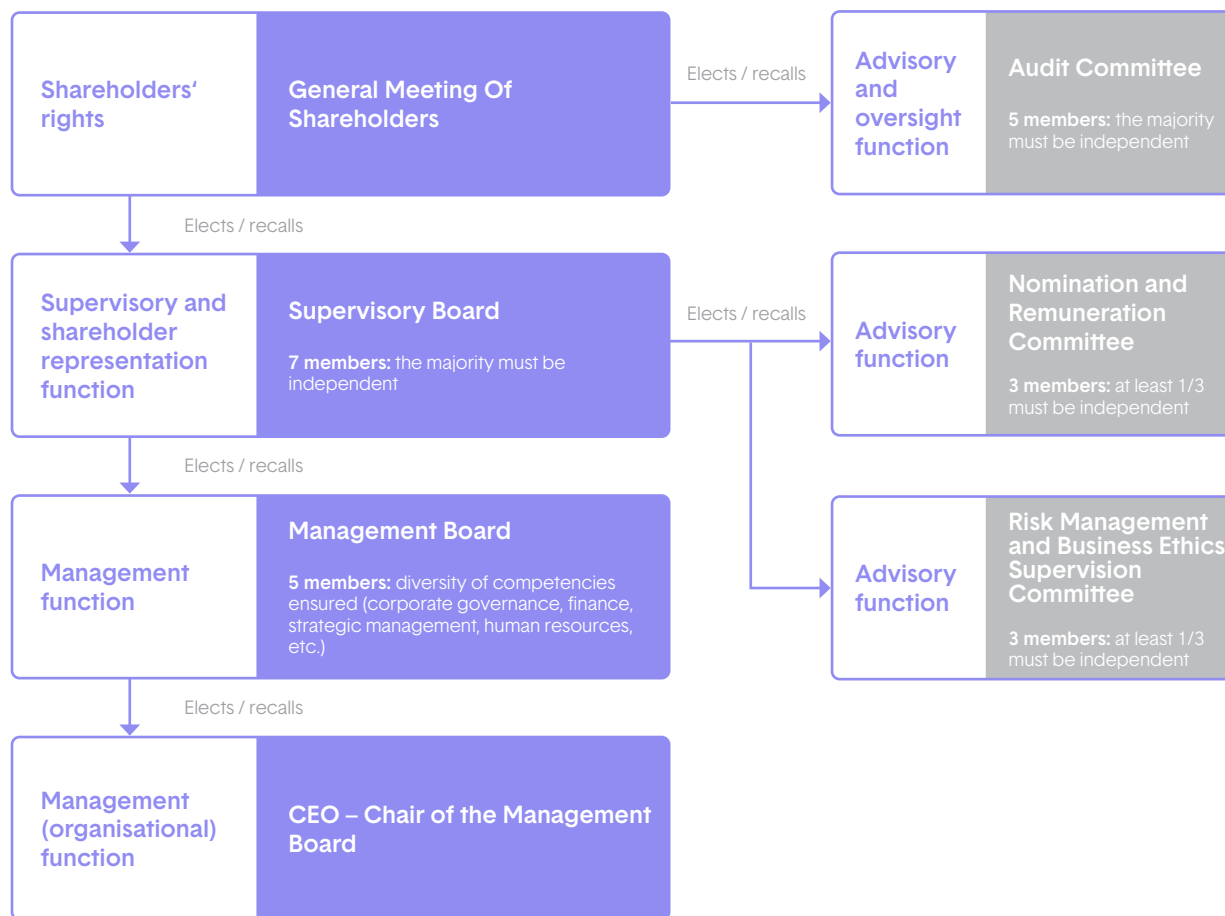 Shareholders‘
rights
General Meeting Of
Shareholders
Elects / recalls
Advisory
and
oversight
function
Audit Committee
5 members: the majority
must be independent
Elects / recalls
Supervisory and
shareholder
representation
function
Supervisory Board
7 members: the majority must be
independent
Elects / recalls
Advisory
function
Nomination and
Remuneration
Committee
3 members: at least 1/3
must be independent
Elects / recalls
Management
function
Management Board
5 members: diversity of competencies
ensured (corporate governance, finance,
strategic management, human resources,
etc.)
Advisory
function
Risk Management
and Business Ethics
Supervision
Committee
3 members: at least 1/3
must be independent
Elects / recalls
Management
(organisational)
function
CEO – Chair of the Management
Board